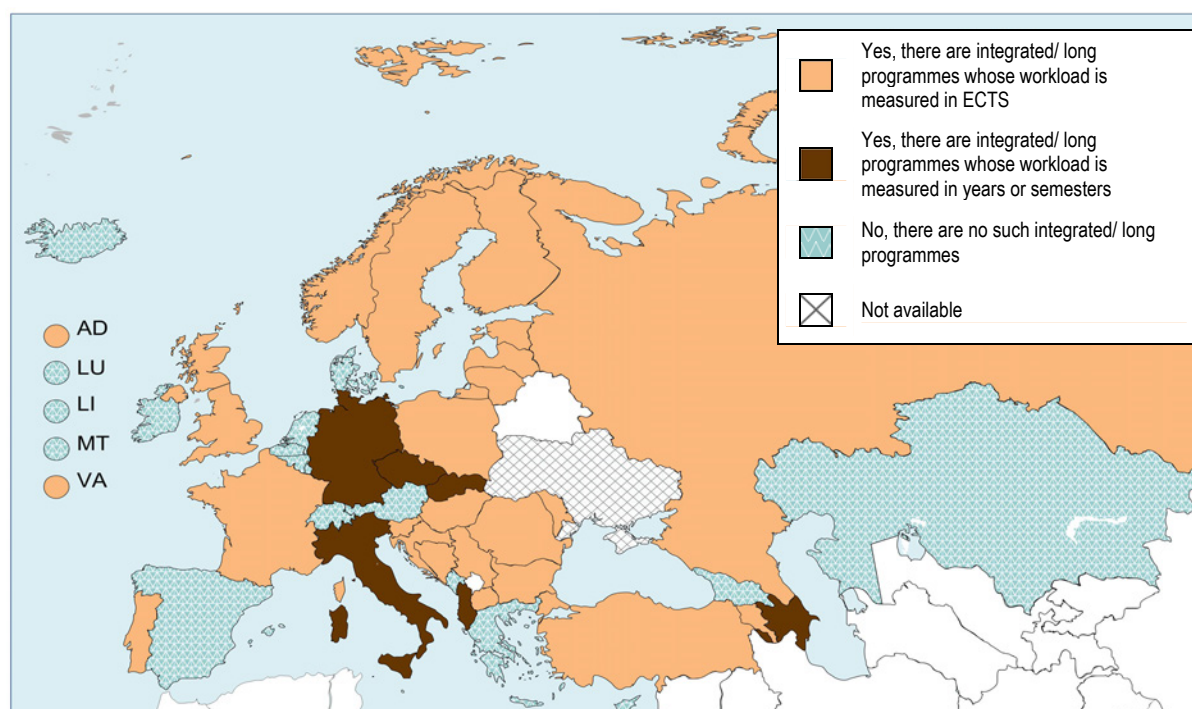 Yes, there are integrated/ long
programmes whose workload is
measured in ECTS
Yes, there are integrated/ long
programmes whose workload is
measured in years or semesters
No, there are no such integrated/ long
programmes
Not available
AD
LU
LI
MT
VA